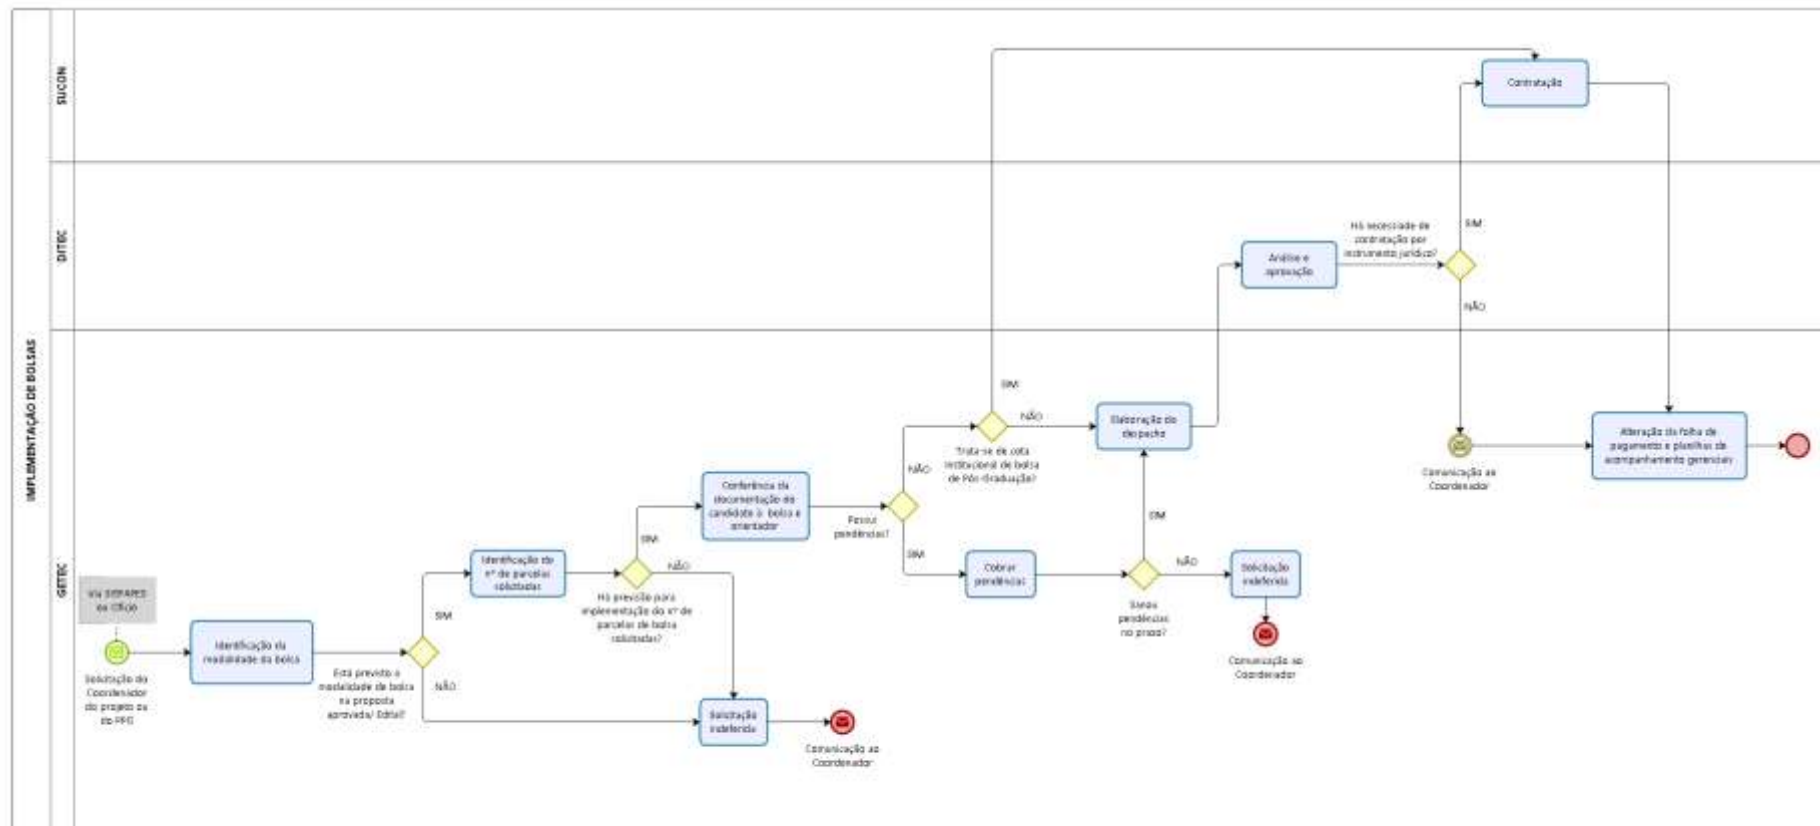 IMPLEMENTAÇÃO DE BOLSAS
SUCON
DITEC
GETEC
Contratação
SIM
Há necessiade de
contratação por
instrumento jurídico?
Análise e
aprovação
NÃO
SIM
NÃO
Elaboração do
despacho
Trata-se de cota
Institucional de bolsa
de Pós-Graduação?
Alteração da folha de
pagamento e planilhas de
acompanhamento gerenciais
Comunicação ao
Coordenador
Conferência da
documentação do
candidato à bolsa e
orientador
NÃO
Possui
pendências?
SIM
SIM
SIM
Cobrar
pendências
NÃO
Solicitação
indeferida
Sanou
pendências
no prazo?
Comunicação ao
Coordenador
Identificação do
nº de parcelas
solicitadas
NÃO
Há previsão para
implementação do nº de
parcelas de bolsa
solicitadas?
Via
ou Ofício
SIM
Identificação da
modalidade da bolsa
Solicitação do
Coordenador
do projeto ou
do PPG
Está previsto a
modalidade de bolsa
na proposta
aprovada/ Edital?
NÃO
Solicitação
indeferida
Comunicação ao
Coordenador